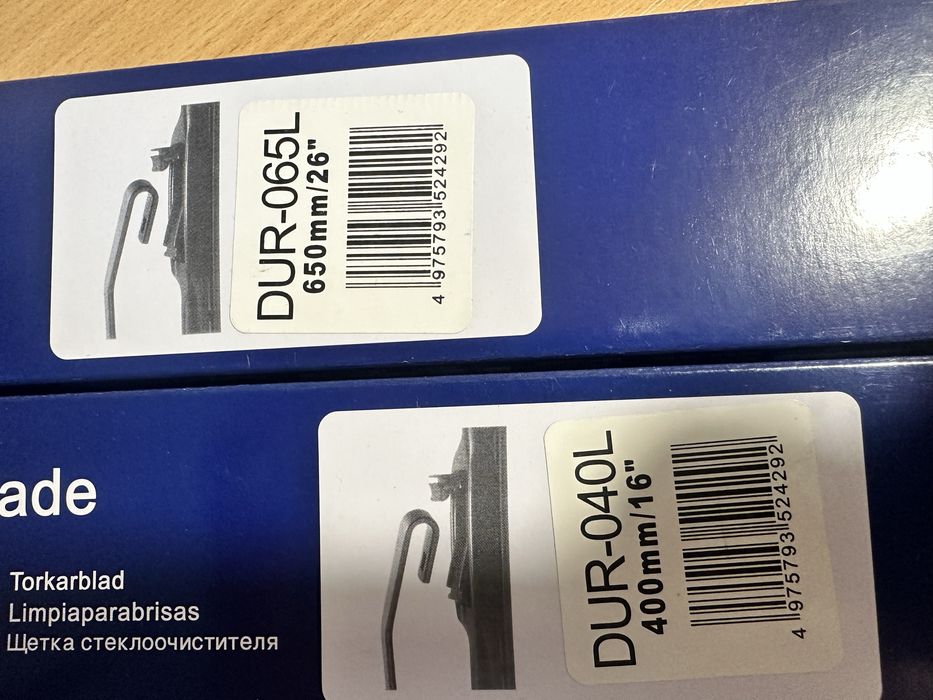 DUR-065L
650mm/26"
4 975793 524292
ade
Torkarblad
Limpiaparabrisas
Щетка стеклоочистителя
DUR-040L
400mm/16"
4 975793 524292